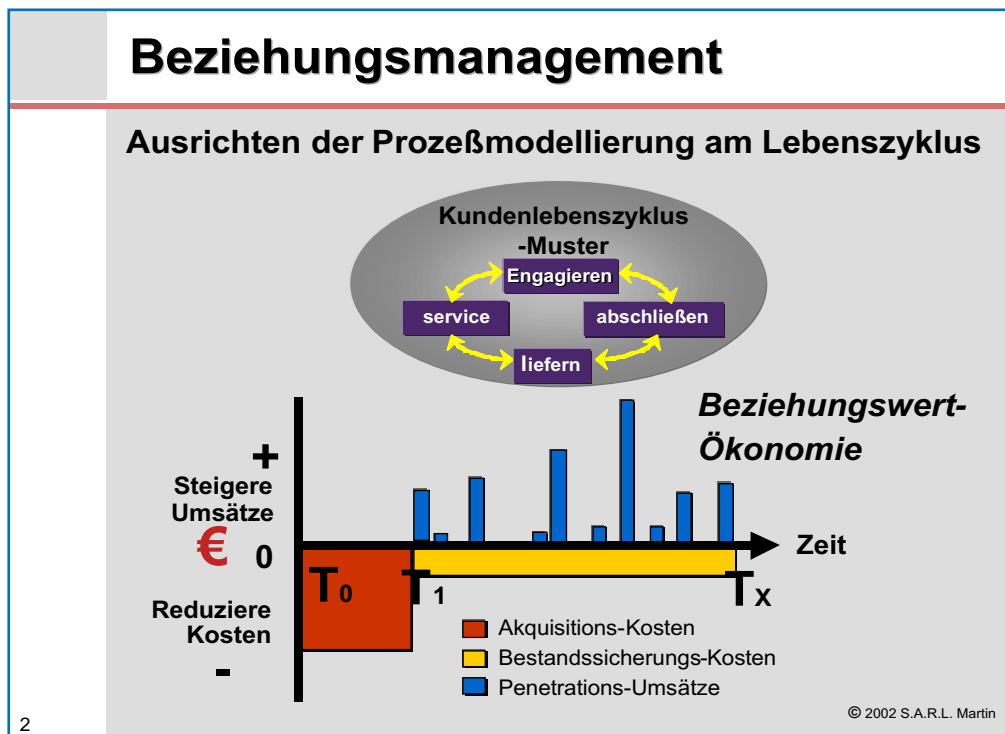 Beziehungsmanagement
Ausrichten der Prozeßmodellierung am Lebenszyklus
Kundenlebenszyklus
-Muster
Engagieren
service
abschließen
liefern
Beziehungswert-
Ökonomie
+
Steigere
Umsätze
€ 0
Zeit
T0
T1
TX
Reduziere
Kosten
-
Akquisitions-Kosten
Bestandssicherungs-Kosten
Penetrations-Umsätze
© 2002 S.A.R.L. Martin
2